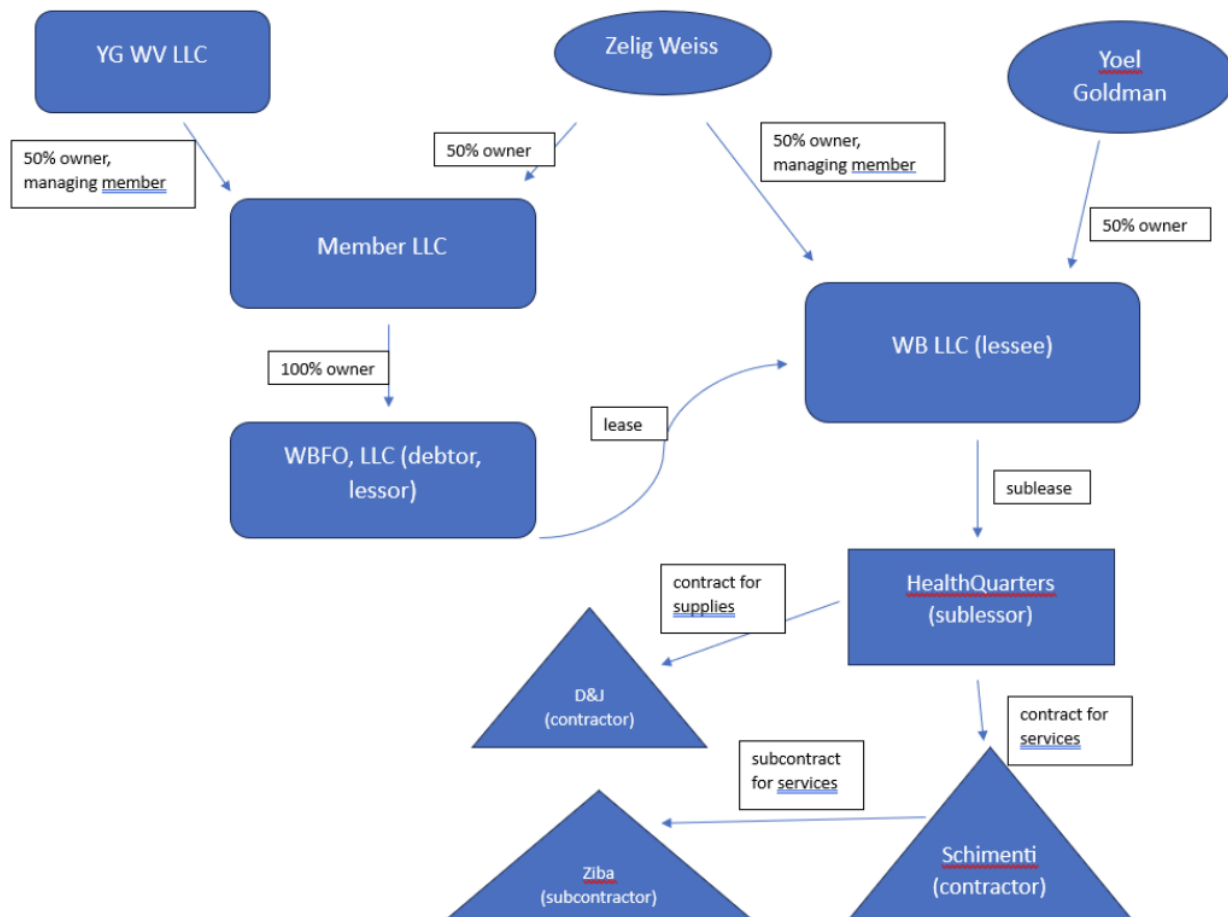 YG WV LLC
Zelig Weiss
Yoel
Goldman
50% owner,
managing member
50% owner
50% owner,
managing member
50% owner
Member LLC
100% owner
WB LLC (lessee)
WBFO, LLC (debtor,
lessor)
lease
sublease
HealthQuarters
(sublessor)
contract for
supplies
D&J
(contractor)
contract for
services
subcontract
for services
Ziba
(subcontractor)
Schimenti
(contractor)